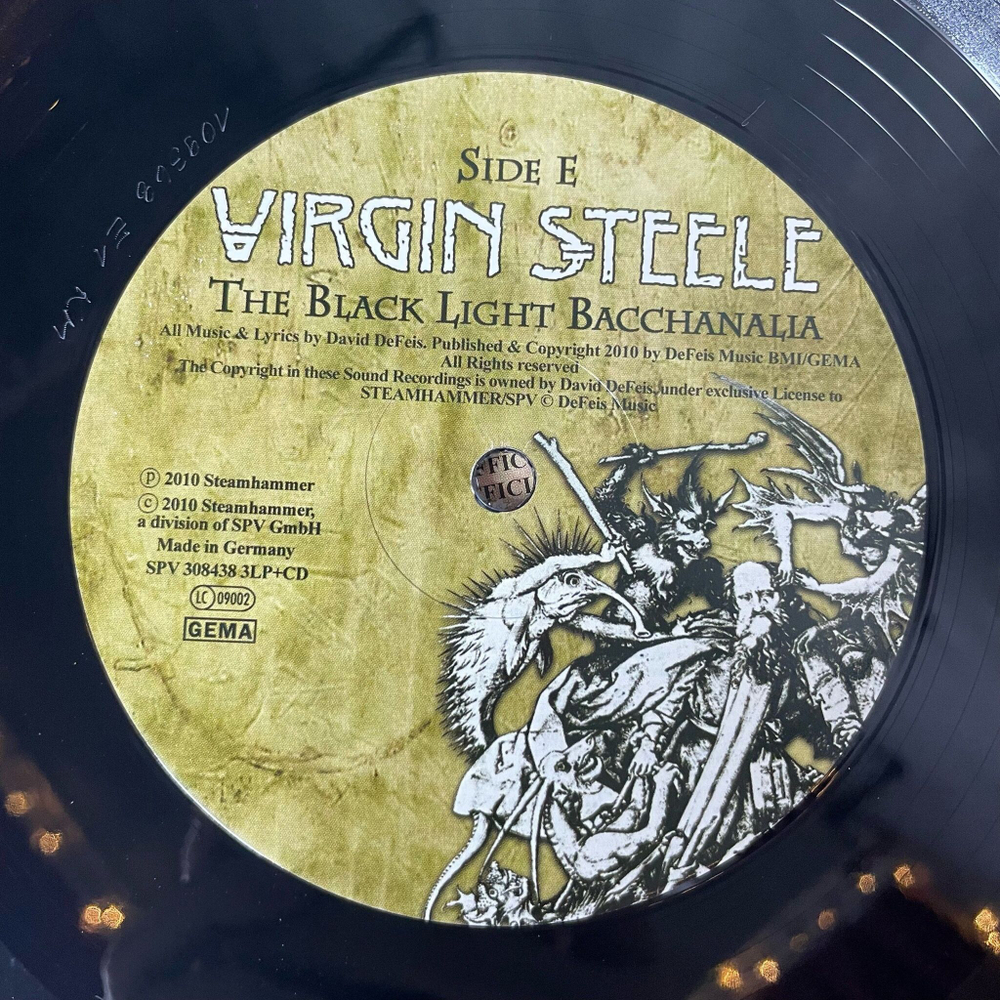 SIDE E
VIRGIN STEELE
THE BLACK LIGHT BACCHANALIA
All Music & Lyrics by David DeFeis. Published & Copyright 2010 by DeFeis Music BMI/GEMA
All Rights reserved
The Copyright in these Sound Recordings is owned by David DeFeis, under exclusive License to
STEAMHAMMER/SPV © DeFeis Music
FIC
FICI
℗ 2010 Steamhammer
© 2010 Steamhammer,
a division of SPV GmbH
Made in Germany
SPV 308438 3LP+CD
LC 09002
GEMA